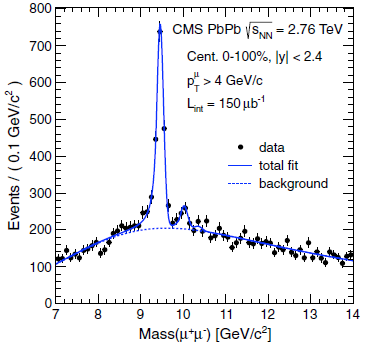 800
700
600
500
400
300
200
100
0
Events / ( 0.1 GeV/c² )
CMS PbPb √sNN = 2.76 TeV
Cent. 0-100%, |y| < 2.4
pTμ > 4 GeV/c
Lint = 150 μb-1
data
total fit
background
7 8 9 10 11 12 13 14
Mass(μ+μ-) [GeV/c²]